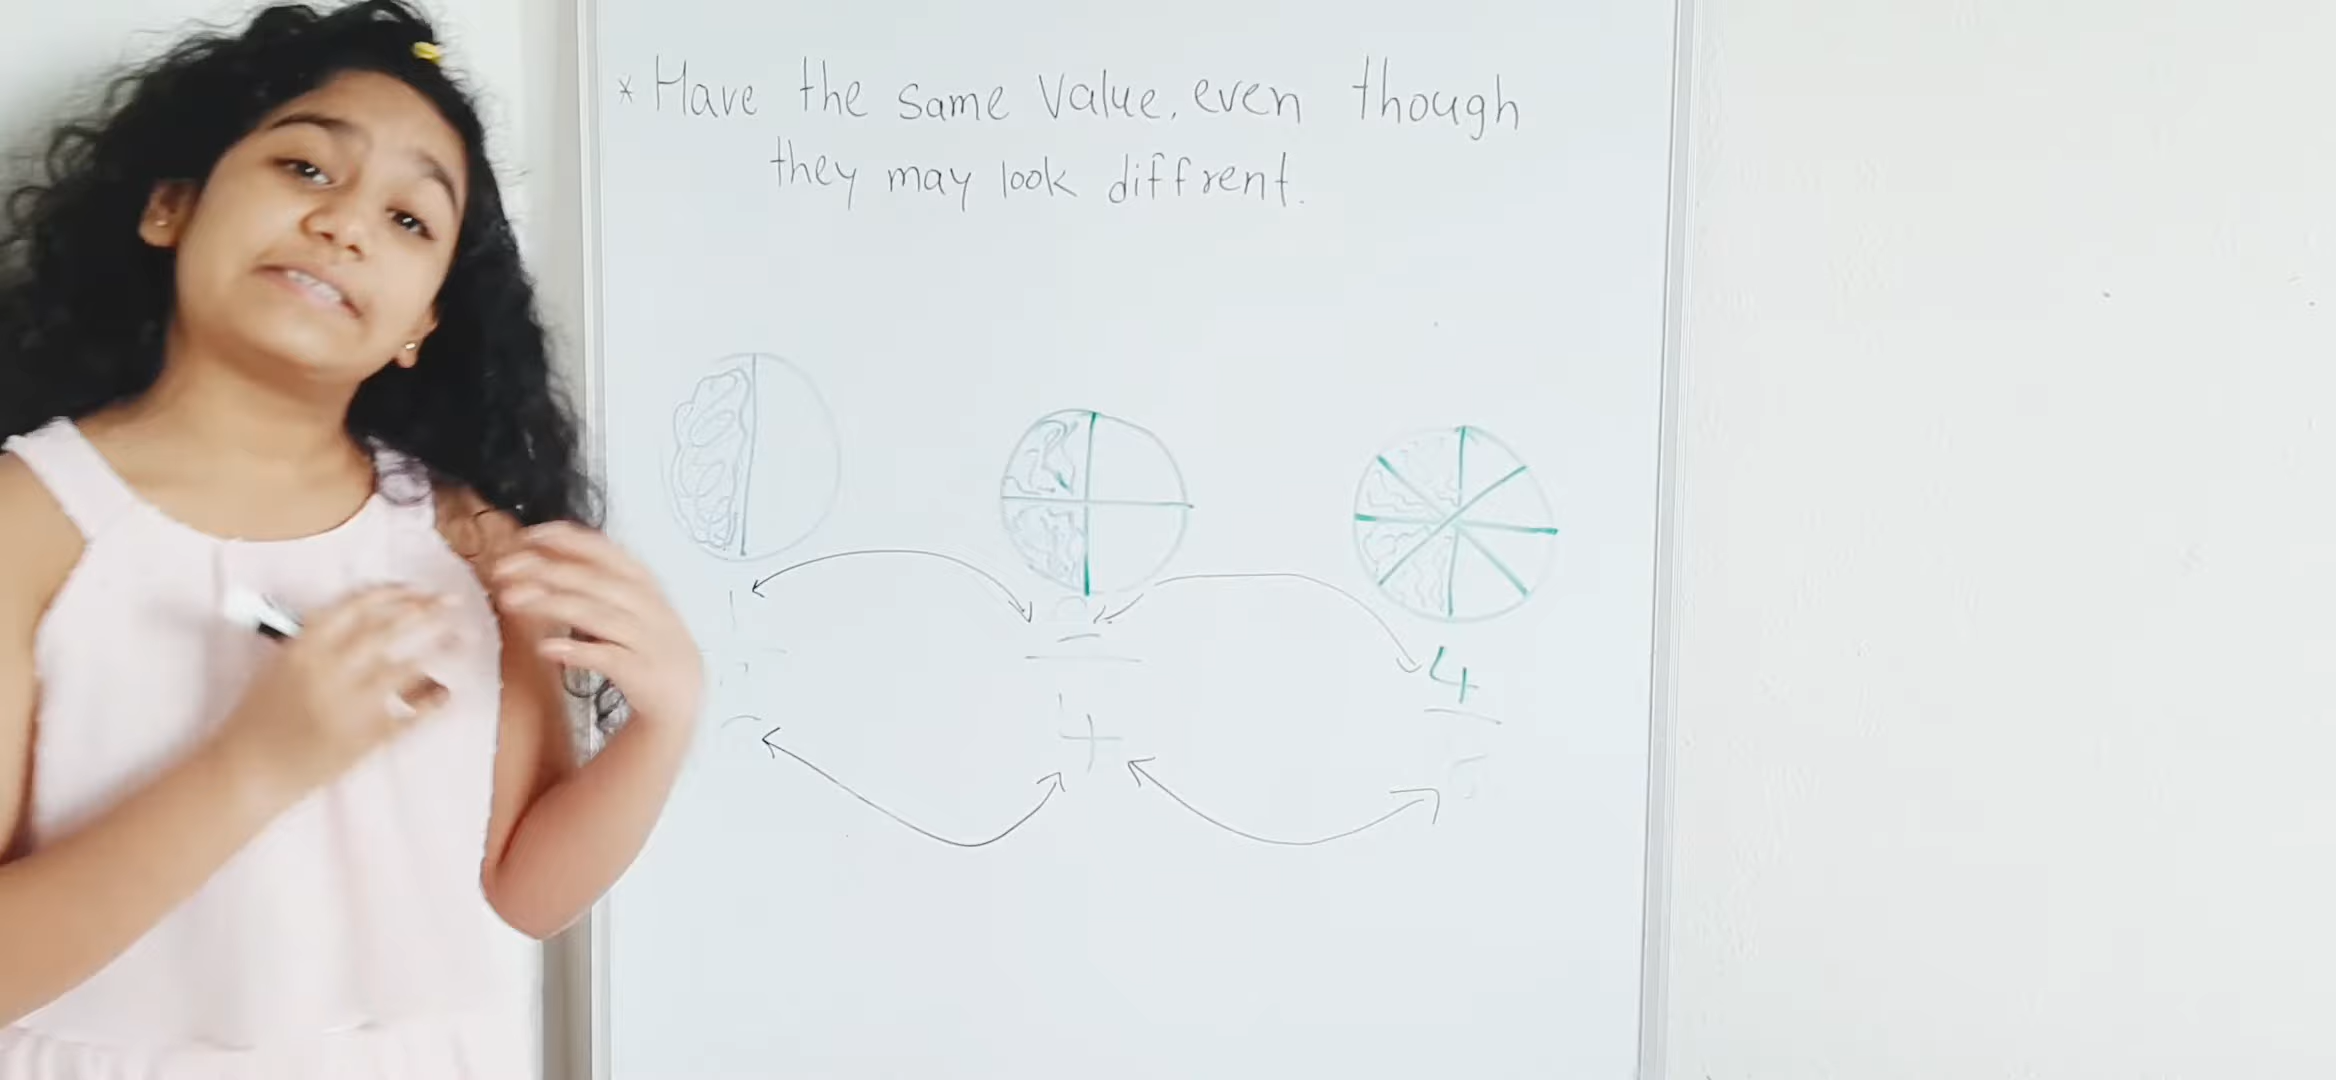 * Have the same value, even though
they may look diffrent.
4